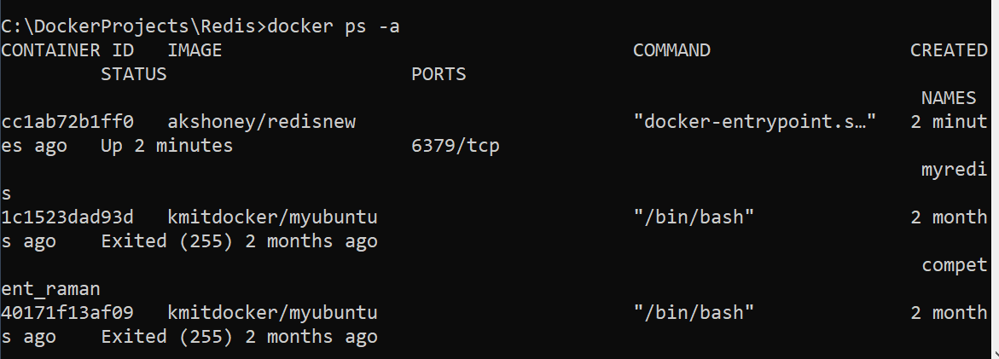 C:\DockerProjects\Redis>docker ps -a
CONTAINER ID   IMAGE                                       COMMAND                   CREATED
         STATUS                       PORTS
                                                                                      NAMES
cc1ab72b1ff0   akshoney/redisnew                           "docker-entrypoint.s…"   2 minut
es ago   Up 2 minutes                 6379/tcp
                                                                                      myredi
s
1c1523dad93d   kmitdocker/myubuntu                         "/bin/bash"               2 month
s ago    Exited (255) 2 months ago
                                                                                      compet
ent_raman
40171f13af09   kmitdocker/myubuntu                         "/bin/bash"               2 month
s ago    Exited (255) 2 months ago